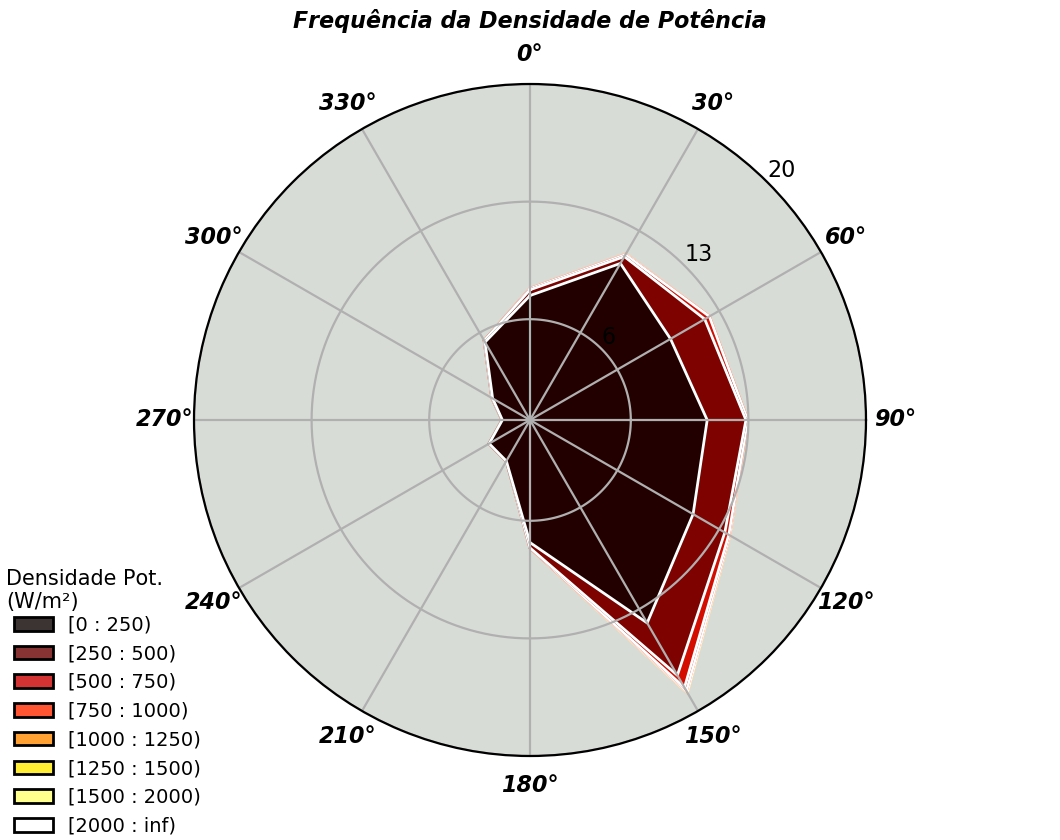 Frequência da Densidade de Potência
0°
330°
30°
20
300°
60°
13
6
270°
90°
240°
120°
210°
150°
180°
Densidade Pot.
(W/m²)
[0 : 250)
[250 : 500)
[500 : 750)
[750 : 1000)
[1000 : 1250)
[1250 : 1500)
[1500 : 2000)
[2000 : inf)